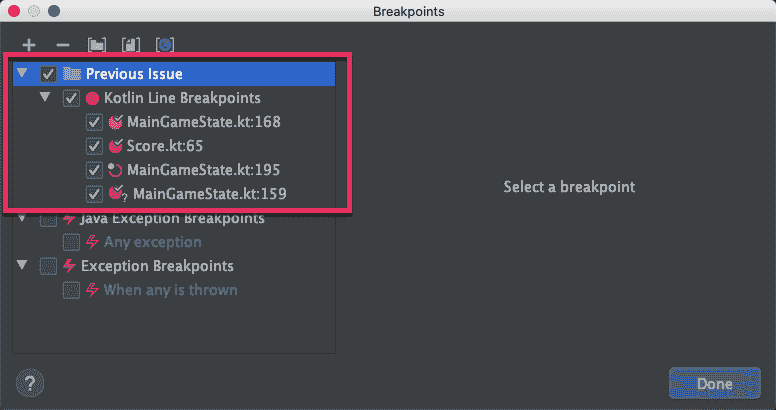 Breakpoints
Previous Issue
Kotlin Line Breakpoints
MainGameState.kt:168
Score.kt:65
MainGameState.kt:195
? MainGameState.kt:159
Select a breakpoint
Java Exception Breakpoints
Any exception
Exception Breakpoints
When any is thrown
?
Done